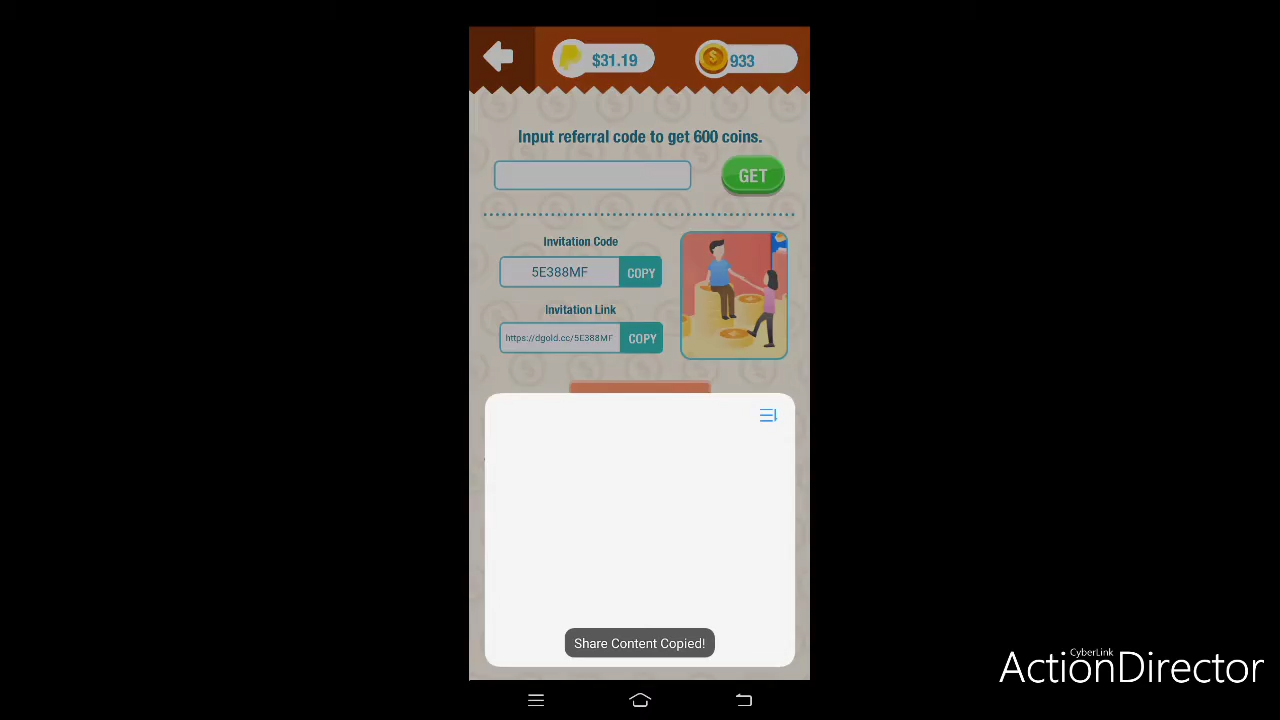 $31.19
933
Input referral code to get 600 coins.
GET
Invitation Code
5E388MF
COPY
Invitation Link
https://dgold.cc/5E388MF
COPY
Share Content Copied!
CyberLink
ActionDirector